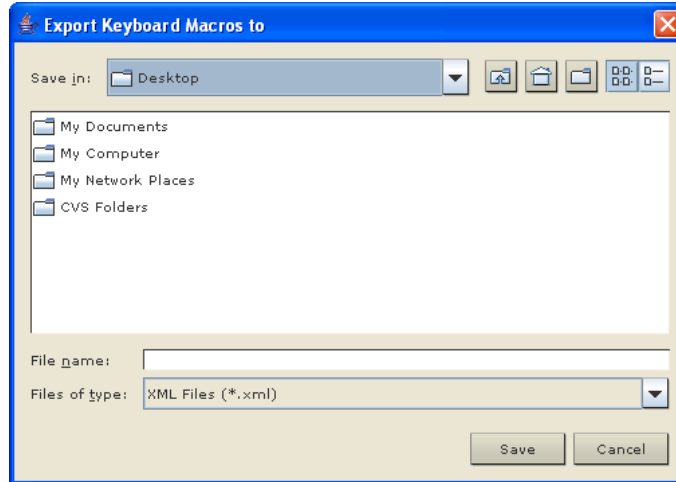 Export Keyboard Macros to
Save in: Desktop
My Documents
My Computer
My Network Places
CVS Folders
File name:
Files of type: XML Files (*.xml)
Save Cancel